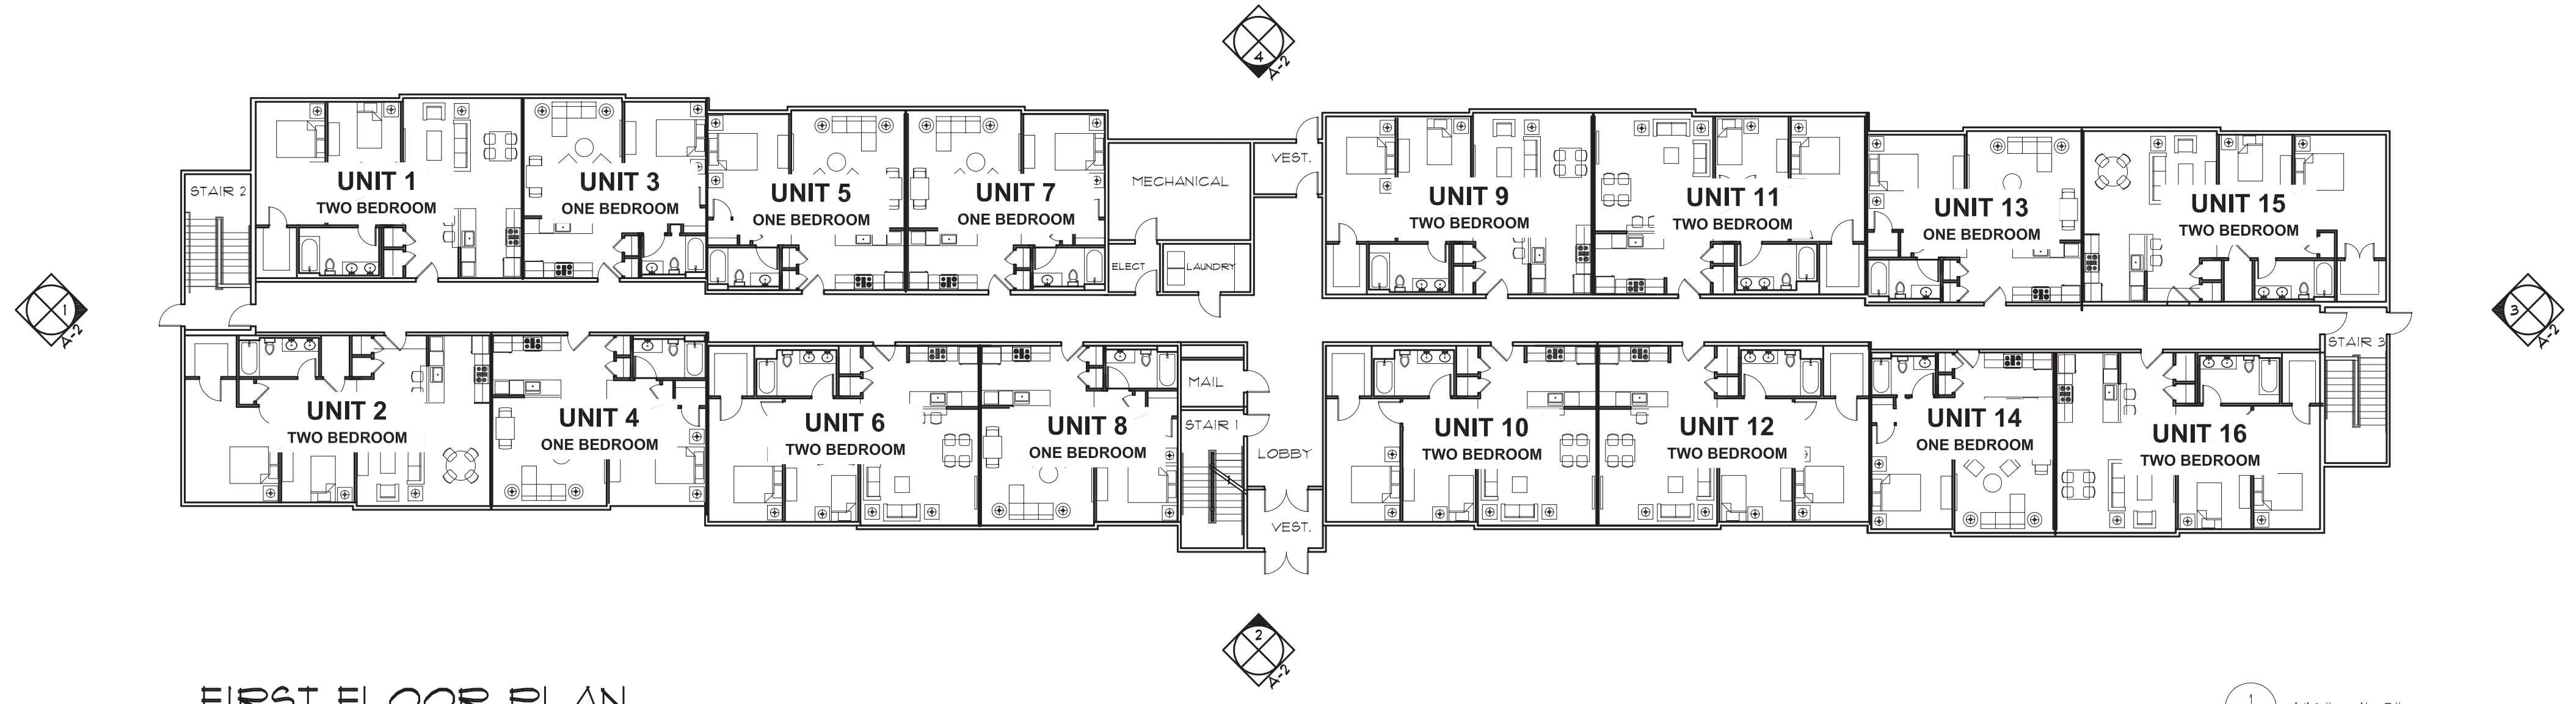 4
A-2
STAIR 2
UNIT 1
TWO BEDROOM
UNIT 3
ONE BEDROOM
UNIT 5
ONE BEDROOM
UNIT 7
ONE BEDROOM
MECHANICAL
VEST.
UNIT 9
TWO BEDROOM
UNIT 11
TWO BEDROOM
UNIT 13
ONE BEDROOM
UNIT 15
TWO BEDROOM
ELECT
LAUNDRY
1
A-2
3
A-2
UNIT 2
TWO BEDROOM
UNIT 4
ONE BEDROOM
UNIT 6
TWO BEDROOM
UNIT 8
ONE BEDROOM
MAIL
STAIR 1
LOBBY
VEST.
UNIT 10
TWO BEDROOM
UNIT 12
TWO BEDROOM
UNIT 14
ONE BEDROOM
UNIT 16
TWO BEDROOM
STAIR 3
2
A-2
FIRST FLOOR PLAN
1